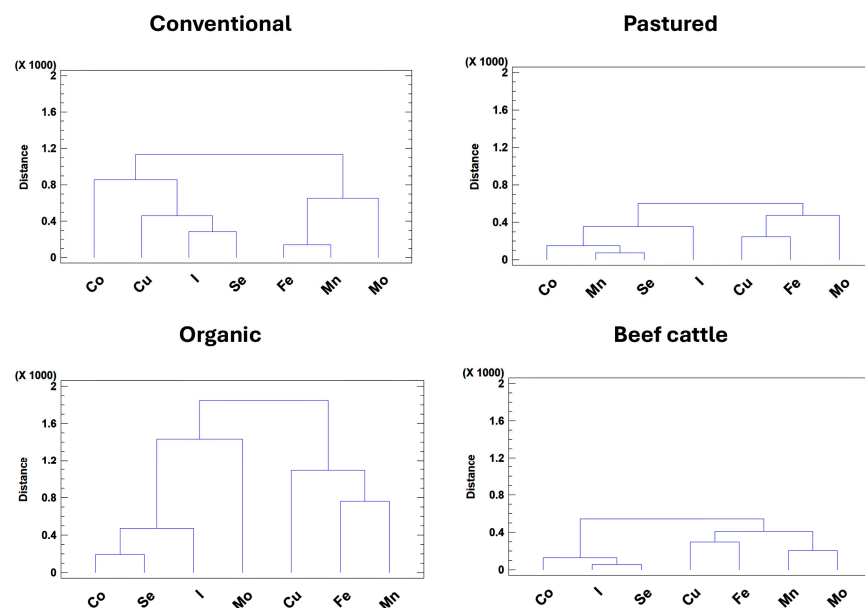 Conventional
(X 1000)
2
1.6
1.2
0.8
0.4
0
Distance
Co Cu I Se Fe Mn Mo
Pastured
(X 1000)
2
1.6
1.2
0.8
0.4
0
Distance
Co Mn Se I Cu Fe Mo
Organic
(X 1000)
2
1.6
1.2
0.8
0.4
0
Distance
Co Se I Mo Cu Fe Mn
Beef cattle
(X 1000)
2
1.6
1.2
0.8
0.4
0
Distance
Co I Se Cu Fe Mn Mo